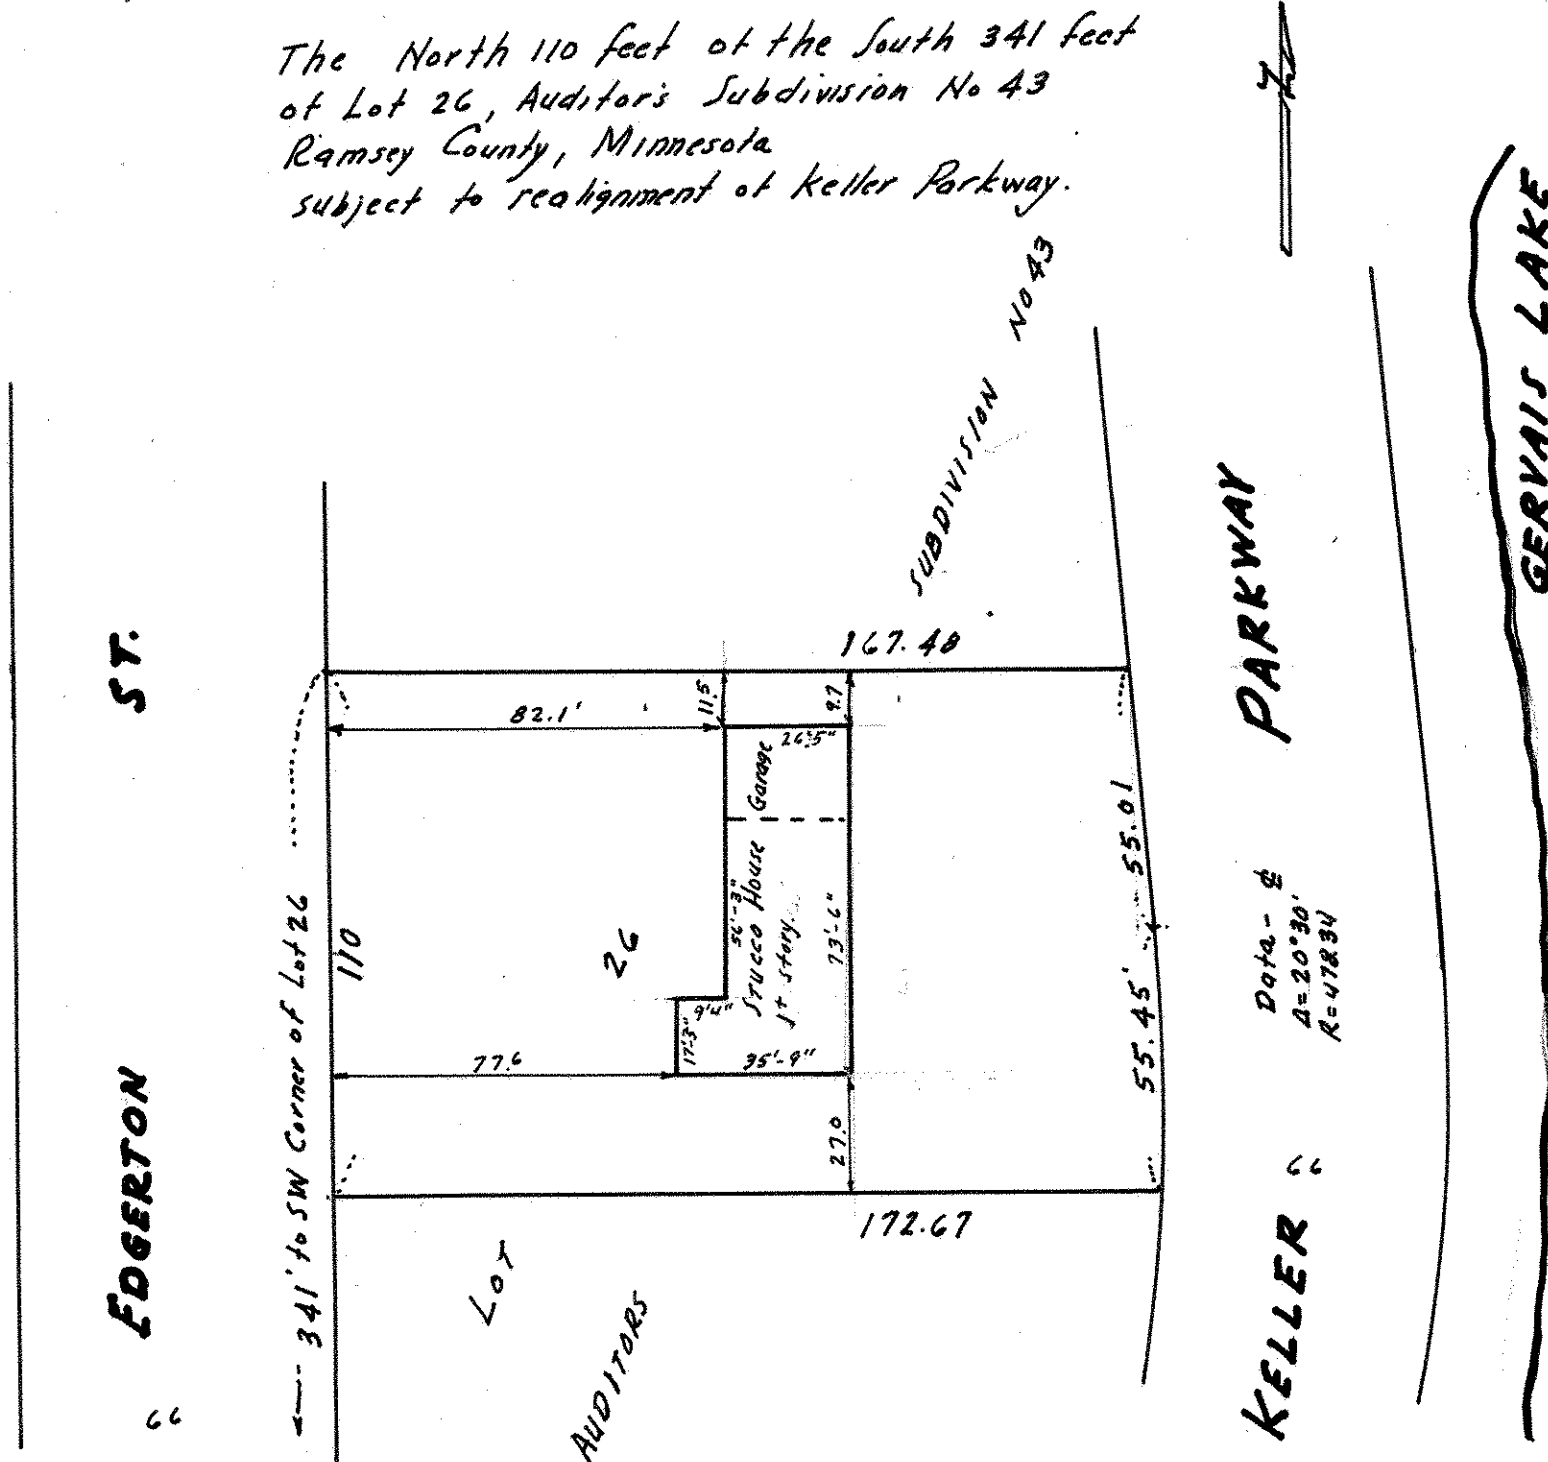 The North 110 feet of the South 341 feet
of Lot 26, Auditor's Subdivision No 43
Ramsey County, Minnesota
subject to realignment of Keller Parkway.
GERVAIS LAKE
SUBDIVISION No 43
EDGERTON ST.
66
341' to SW Corner of Lot 26
110
167.48
82.1'
11.5
9.7
26'5"
Garage
56'-3"
Stucco House
1+ story.
73'-6"
9'4"
17'3"
35'-9"
77.6
27.0
26
172.67
LOT
AUDITORS
55.01
55.45'
KELLER PARKWAY
66
Data - ℄
Δ=20°30'
R=478.34